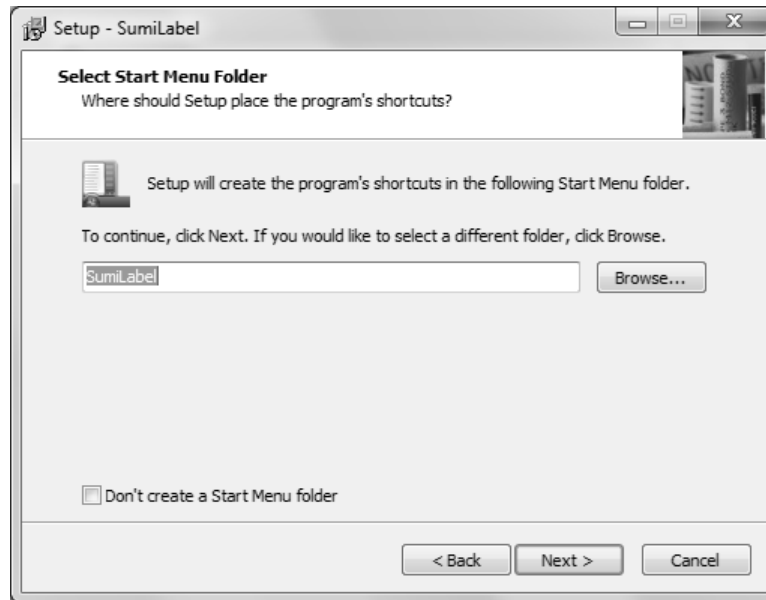 Setup - SumiLabel
Select Start Menu Folder
Where should Setup place the program's shortcuts?
Setup will create the program's shortcuts in the following Start Menu folder.
To continue, click Next. If you would like to select a different folder, click Browse.
SumiLabel
Browse...
Don't create a Start Menu folder
< Back
Next >
Cancel